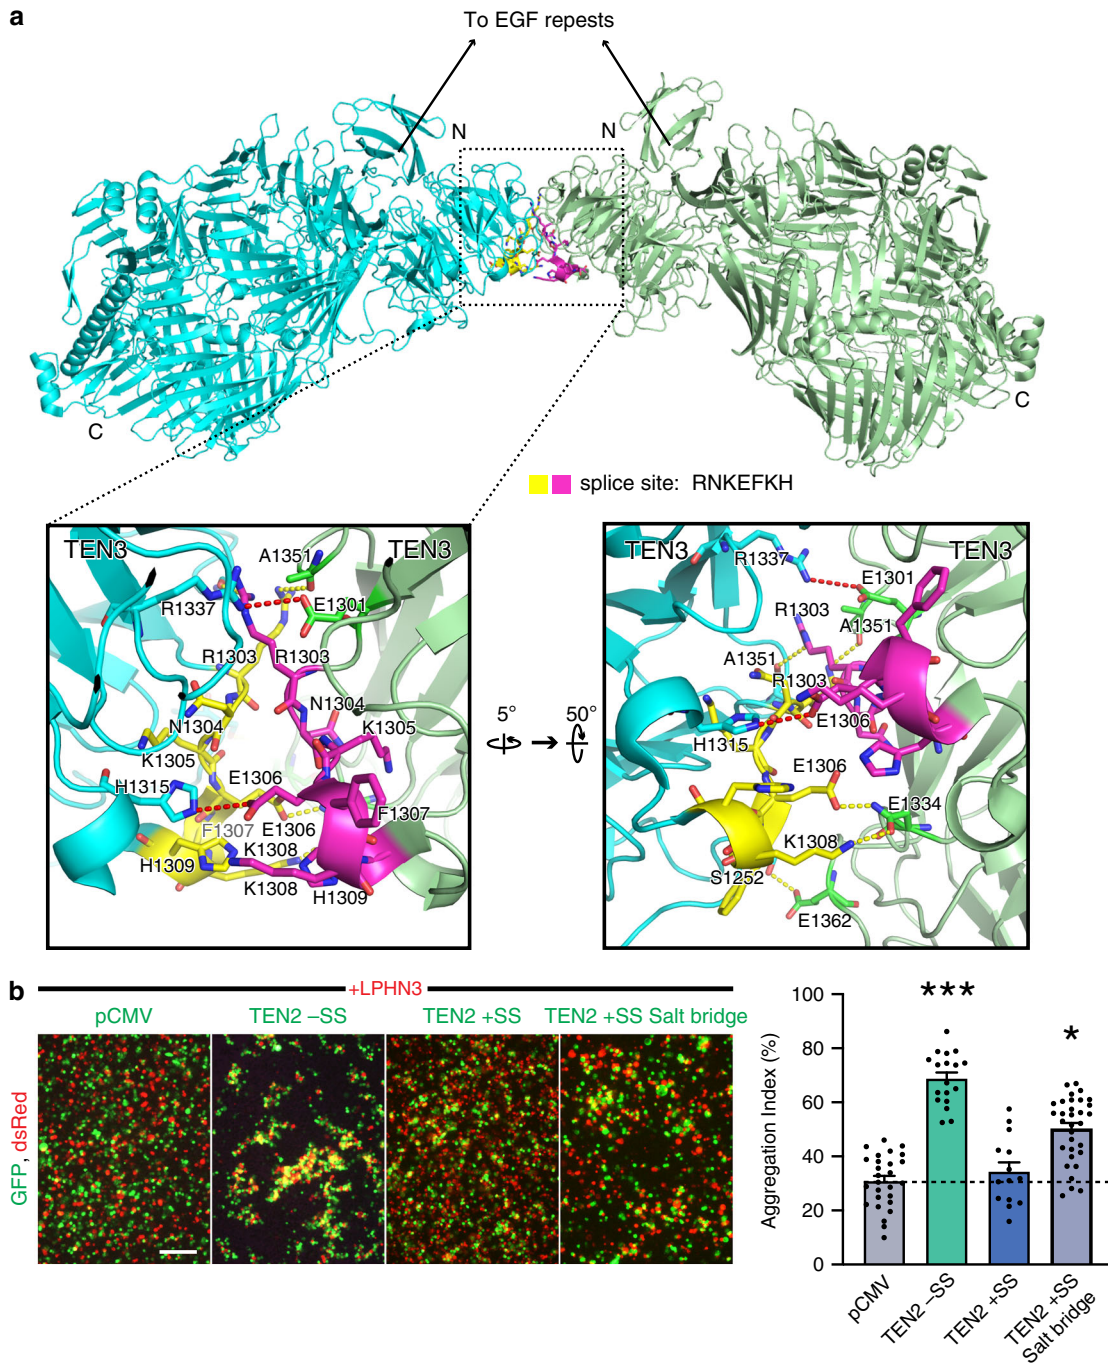 a
To EGF repests
N
N
C
C
splice site: RNKEFKH
TEN3
TEN3
A1351
R1337
E1301
R1303
R1303
N1304
N1304
K1305
K1305
H1315
E1306
F1307
F1307
E1306
H1309
K1308
K1308
H1309
5°
50°
TEN3
TEN3
R1337
E1301
R1303
A1351
A1351
R1303
E1306
H1315
E1306
E1334
K1308
S1252
E1362
b
+LPHN3
pCMV
TEN2 –SS
TEN2 +SS
TEN2 +SS Salt bridge
GFP, dsRed
Aggregation Index (%)
100
80
60
40
20
0
***
*
pCMV
TEN2 –SS
TEN2 +SS
TEN2 +SS
Salt bridge